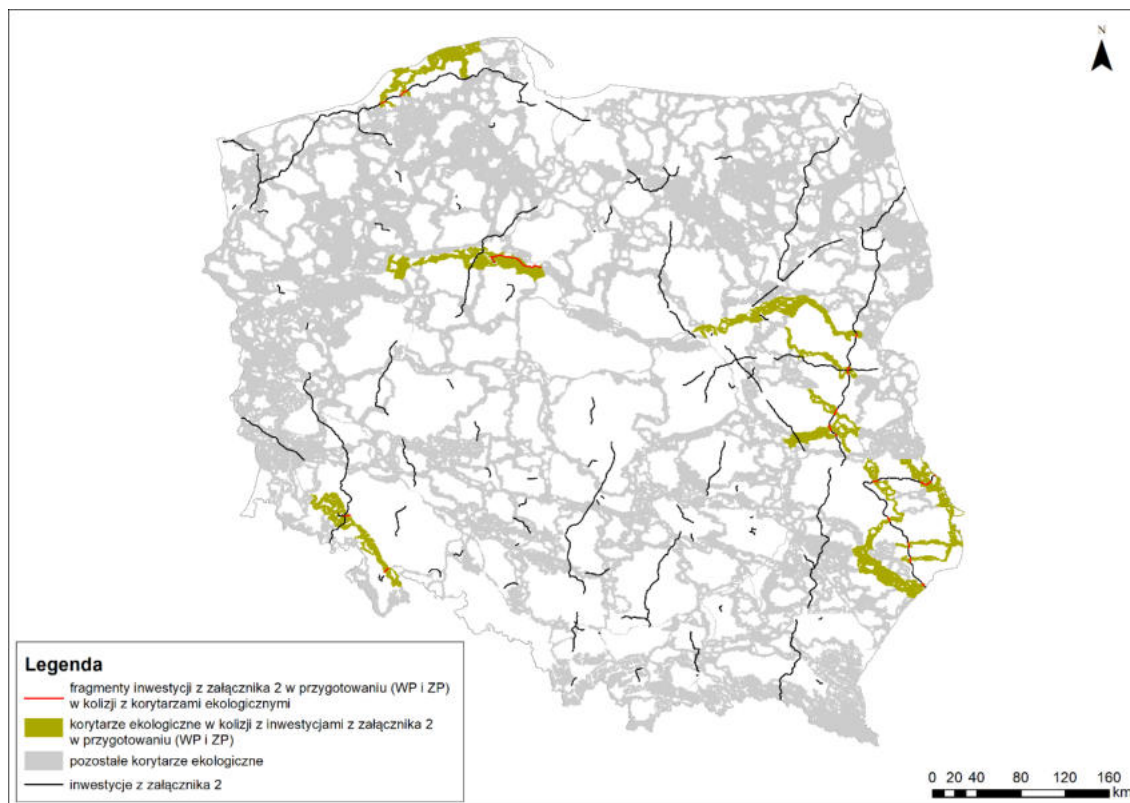 N
Legenda
fragmenty inwestycji z załącznika 2 w przygotowaniu (WP i ZP)
w kolizji z korytarzami ekologicznymi
korytarze ekologiczne w kolizji z inwestycjami z załącznika 2
w przygotowaniu (WP i ZP)
pozostałe korytarze ekologiczne
inwestycje z załącznika 2
0 20 40 80 120 160
km